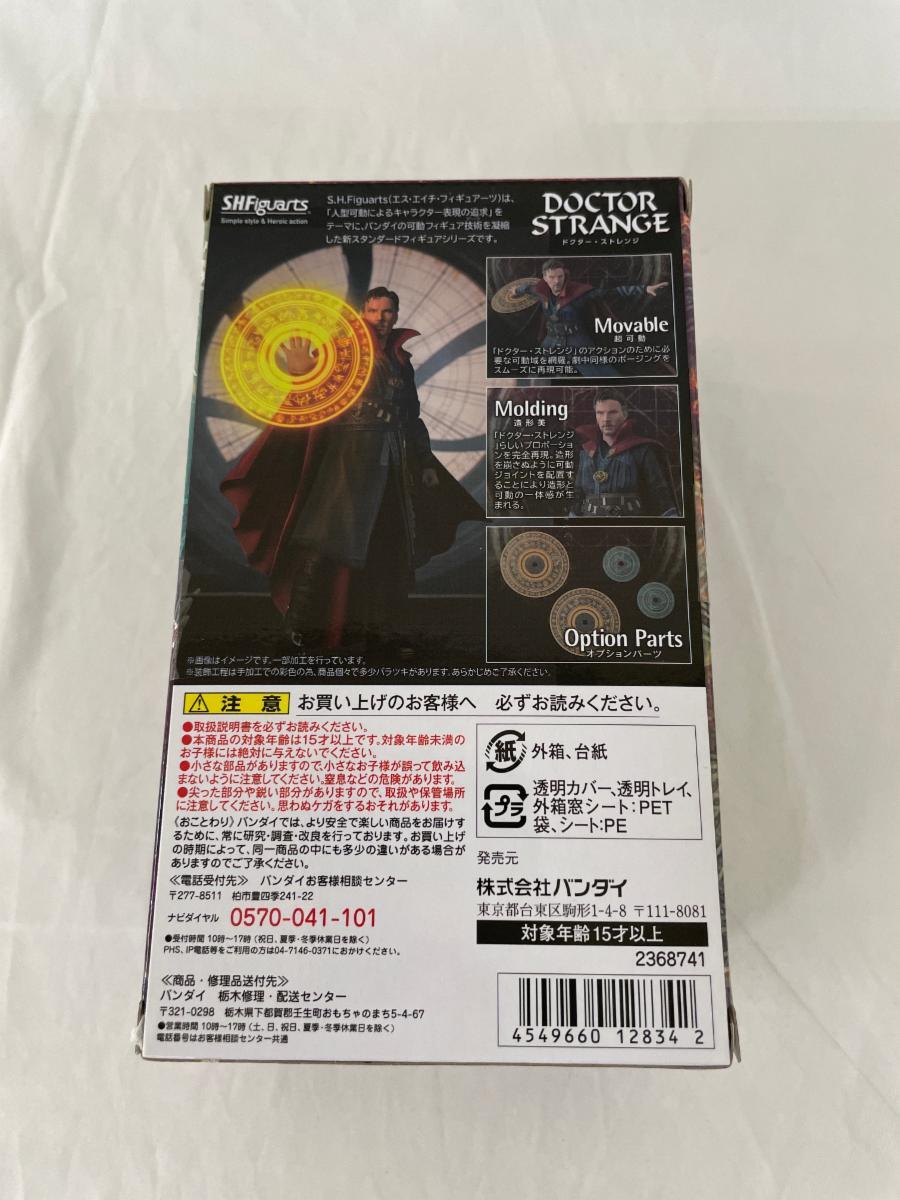 S.H.Figuarts
Simple style & Heroic action
S.H.Figuarts(エス・エイチ・フィギュアーツ)は、
「人型可動によるキャラクター表現の追求」を
テーマに、バンダイの可動フィギュア技術を凝縮
した新スタンダードフィギュアシリーズです。
DOCTOR
STRANGE
ドクター・ストレンジ
Movable
超可動
「ドクター・ストレンジ」のアクションのために必
要な可動域を網羅。劇中同様のポージングを
スムーズに再現可能。
Molding
造形美
「ドクター・ストレンジ
」らしいプロポーショ
ンを完全再現。造形
を崩さぬように可動
ジョイントを配置す
ることにより造形と
可動の一体感が生
まれる。
Option Parts
オプションパーツ
※画像はイメージです。一部加工を行っています。
※装飾工程は手加工での彩色の為、商品個々で多少バラツキがあります。あらかじめご了承ください。
注意 お買い上げのお客様へ 必ずお読みください。
●取扱説明書を必ずお読みください。
●本商品の対象年齢は15才以上です。対象年齢未満の
お子様には絶対に与えないでください。
●小さな部品がありますので、小さなお子様が誤って飲み込
まないように注意してください。窒息などの危険があります。
●尖った部分や鋭い部分がありますので、取扱や保管場所
に注意してください。思わぬケガをするおそれがあります。
《おことわり》バンダイでは、より安全で楽しい商品をお届けす
るために、常に研究・調査・改良を行っております。お買い上げ
の時期によって、同一商品の中にも多少の違いがある場合が
ありますのでご了承ください。
≪電話受付先≫ バンダイお客様相談センター
〒277-8511 柏市豊四季241-22
ナビダイヤル 0570-041-101
●受付時間 10時〜17時(祝日、夏季・冬季休業日を除く)
PHS、IP電話等をご利用の方は04-7146-0371におかけください。
≪商品・修理品送付先≫
バンダイ 栃木修理・配送センター
〒321-0298 栃木県下都賀郡壬生町おもちゃのまち5-4-67
●営業時間 10時〜17時(土、日、祝日、夏季・冬季休業日を除く)
電話番号はお客様相談センター共通
紙 外箱、台紙
プラ 透明カバー、透明トレイ、
外箱窓シート:PET
袋、シート:PE
発売元
株式会社バンダイ
東京都台東区駒形1-4-8 〒111-8081
対象年齢15才以上
2368741
4549660 12834 2